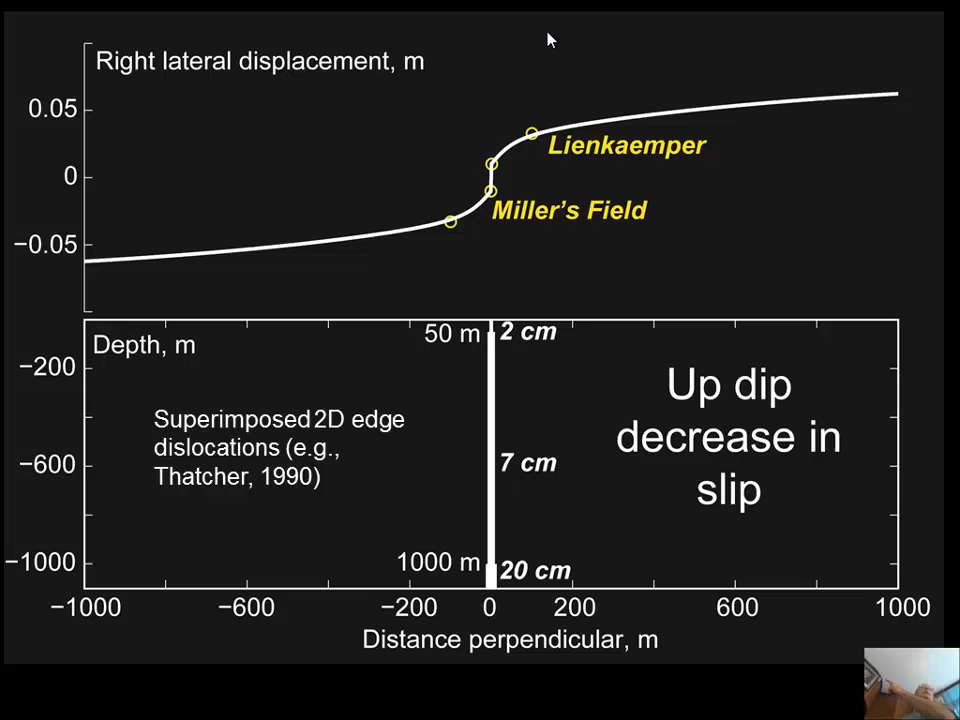 Right lateral displacement, m
0.05
0
−0.05
Lienkaemper
Miller’s Field
Depth, m
50 m
2 cm
−200
Superimposed 2D edge
dislocations (e.g.,
Thatcher, 1990)
Up dip
decrease in
slip
−600
7 cm
−1000
1000 m
20 cm
−1000
−600
−200
0
200
600
1000
Distance perpendicular, m